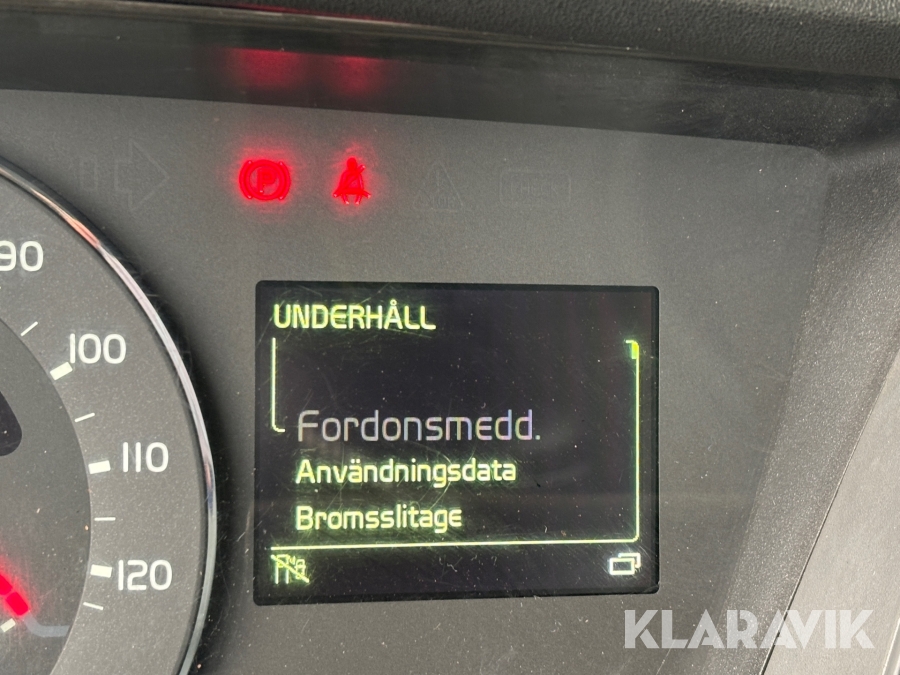 P
90
100
110
120
UNDERHÅLL
Fordonsmedd.
Användningsdata
Bromsslitage
KLARAVIK